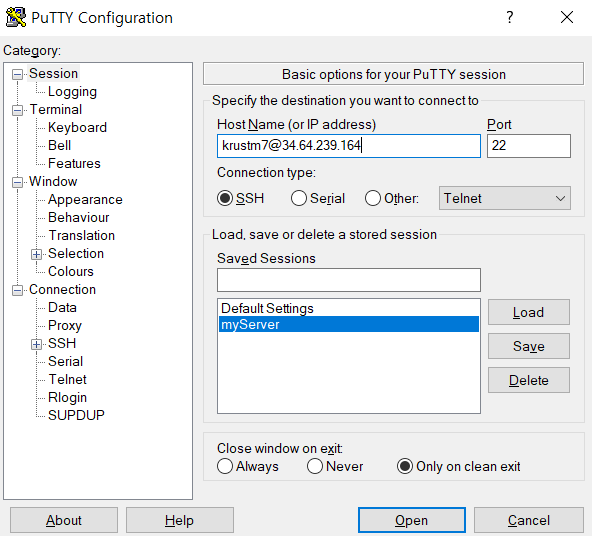 PuTTY Configuration
?
Category:
Session
Logging
Terminal
Keyboard
Bell
Features
Window
Appearance
Behaviour
Translation
Selection
Colours
Connection
Data
Proxy
SSH
Serial
Telnet
Rlogin
SUPDUP
Basic options for your PuTTY session
Specify the destination you want to connect to
Host Name (or IP address) Port
krustm7@34.64.239.164 22
Connection type:
SSH Serial Other: Telnet
Load, save or delete a stored session
Saved Sessions
Default Settings
myServer
Load
Save
Delete
Close window on exit:
Always Never Only on clean exit
About Help Open Cancel